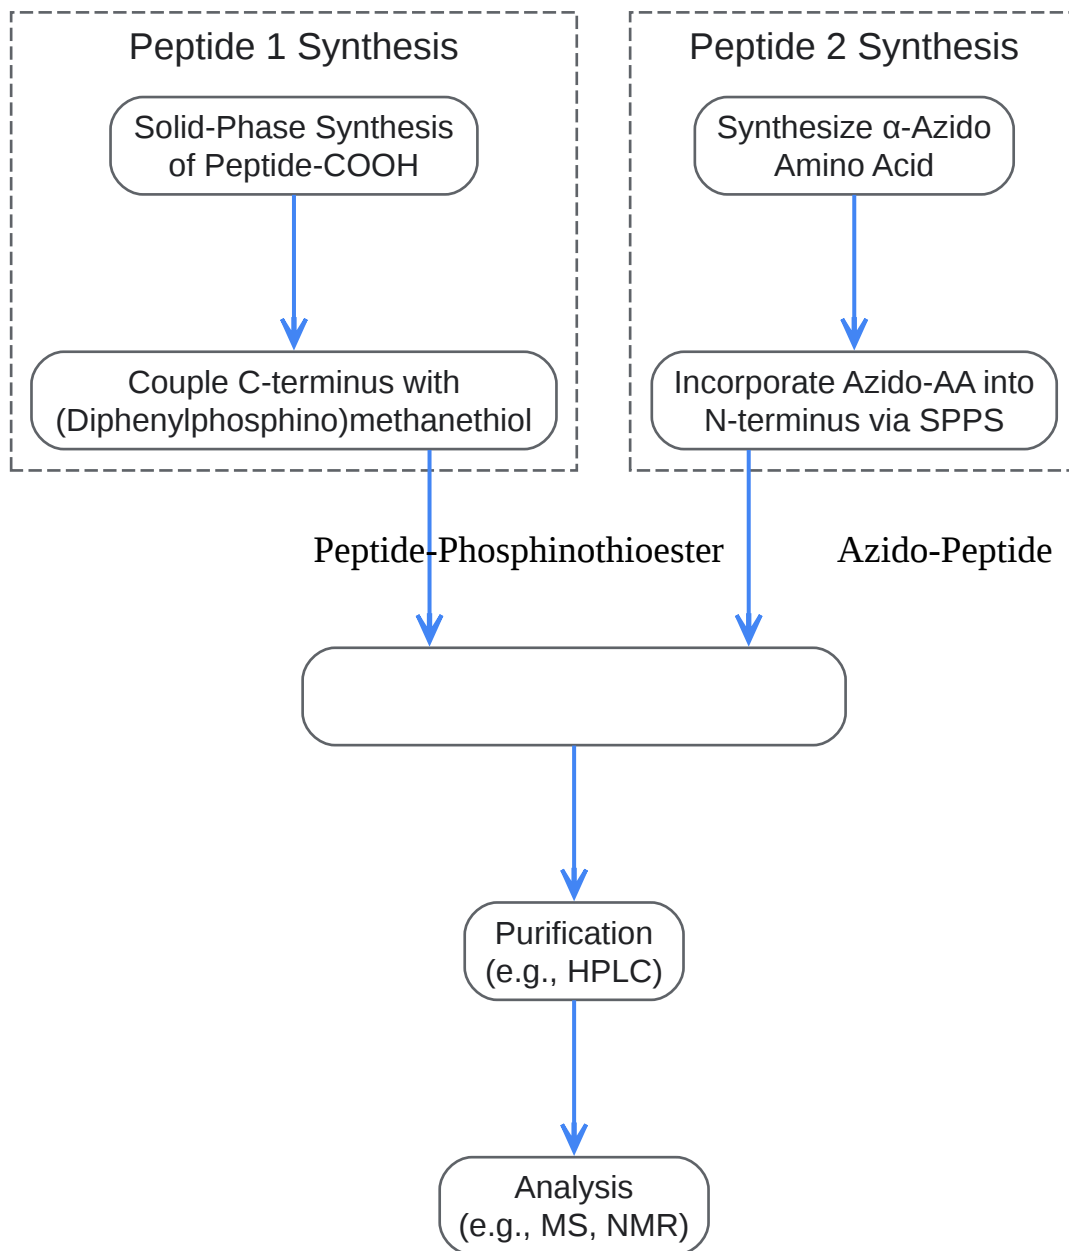 Peptide 1 Synthesis
Solid-Phase Synthesis
of Peptide-COOH
Couple C-terminus with
(Diphenylphosphino)methanethiol
Peptide 2 Synthesis
Synthesize α-Azido
Amino Acid
Incorporate Azido-AA into
N-terminus via SPPS
Peptide-Phosphinothioester
Azido-Peptide
Purification
(e.g., HPLC)
Analysis
(e.g., MS, NMR)